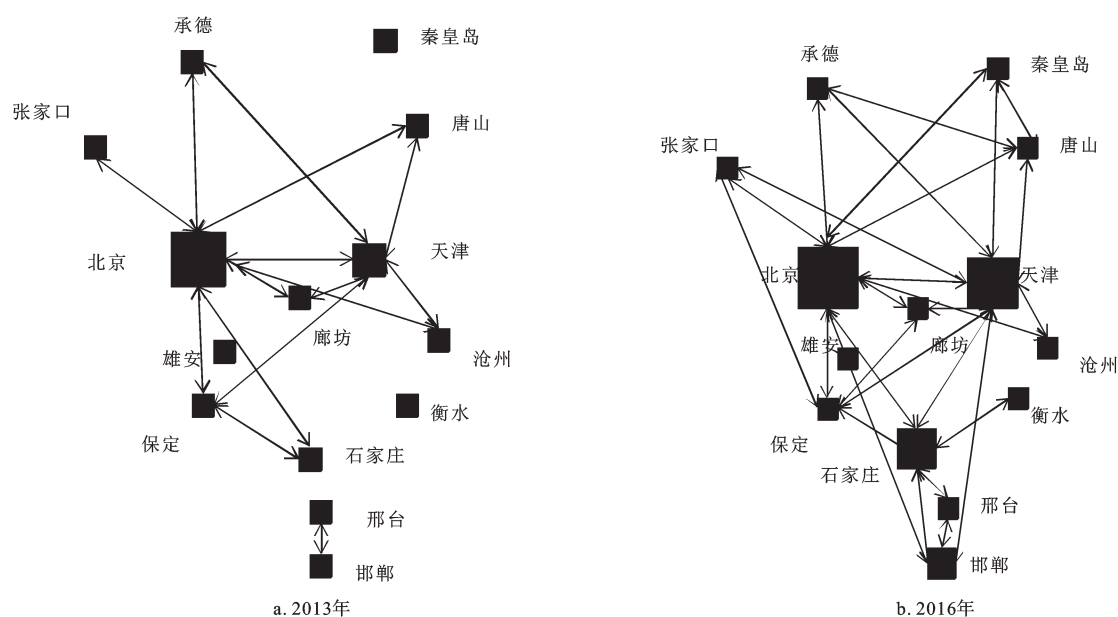 承德
秦皇岛
张家口
唐山
北京
天津
廊坊
雄安
沧州
衡水
保定
石家庄
邢台
邯郸
a. 2013年
承德
秦皇岛
张家口
唐山
北京
天津
雄安
廊坊
沧州
衡水
保定
石家庄
邢台
邯郸
b. 2016年